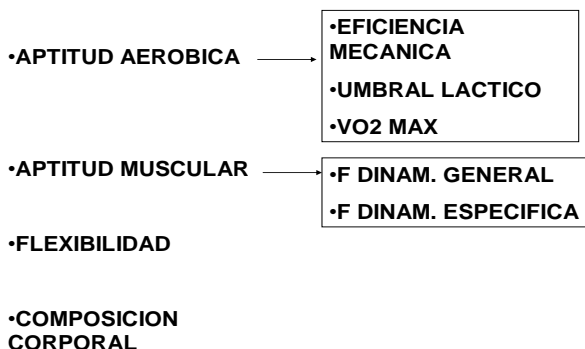 •APTITUD AEROBICA
•EFICIENCIA
MECANICA
•UMBRAL LACTICO
•VO2 MAX
•APTITUD MUSCULAR
•F DINAM. GENERAL
•F DINAM. ESPECIFICA
•FLEXIBILIDAD
•COMPOSICION
CORPORAL